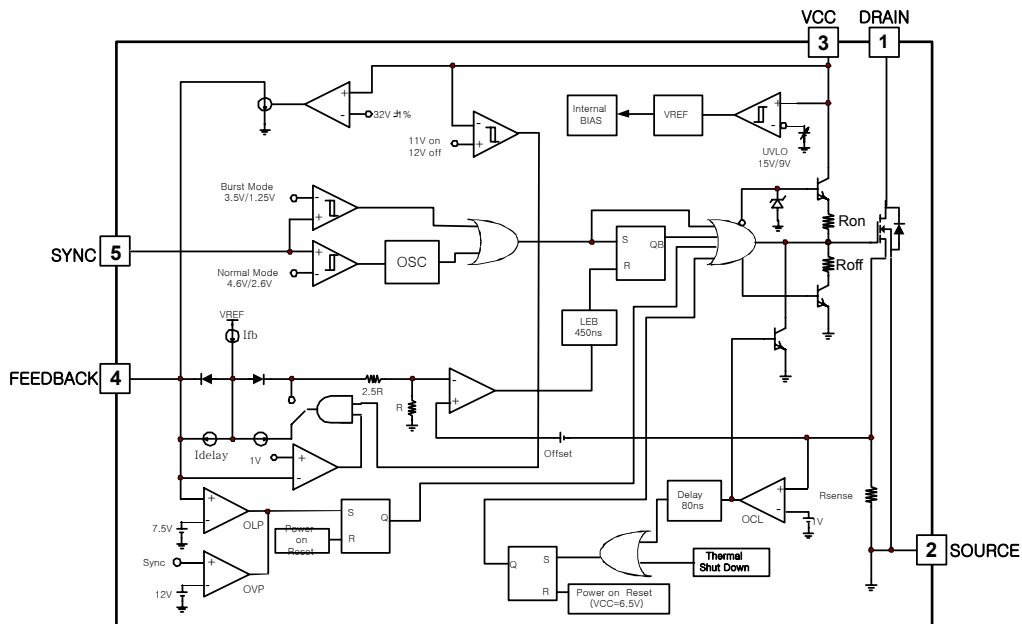 VCC DRAIN
3 1
32V ±1%
Internal
BIAS
VREF
11V on
12V off
UVLO
15V/9V
Burst Mode
3.5V/1.25V
Ron
SYNC 5
OSC
S
QB
R
Roff
Normal Mode
4.6V/2.6V
VREF
Ifb
LEB
450ns
FEEDBACK 4
2.5R
R
Idelay
1V
Offset
7.5V
OLP
S
Q
R
Power
on
Reset
Delay
80ns
OCL
1V
Rsense
Sync
12V
OVP
Q
S
R
Thermal
Shut Down
2 SOURCE
Power on Reset
(VCC=6.5V)
+
-
-
+
+
-
-
+
+
-
-
+
+
-
+
-
+
-
+
-